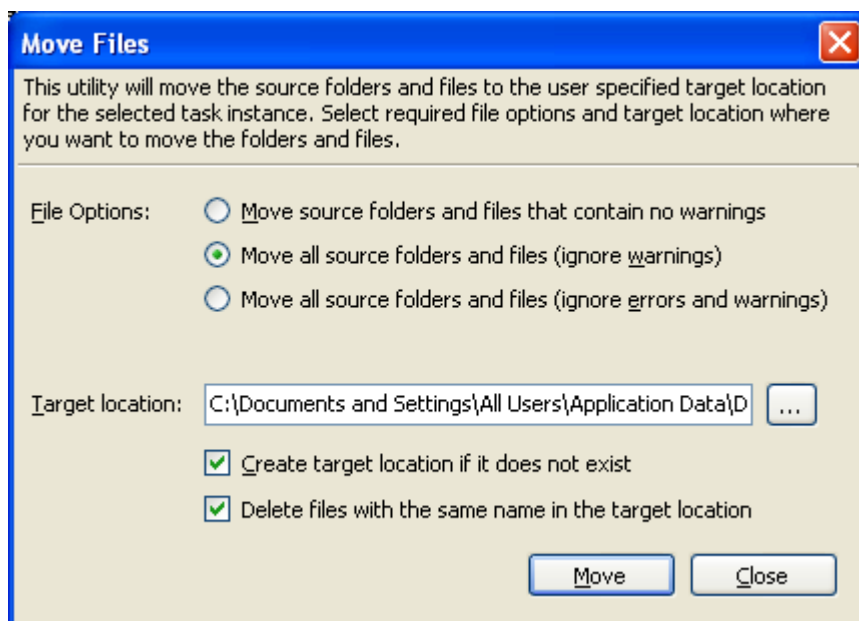 Move Files
This utility will move the source folders and files to the user specified target location
for the selected task instance. Select required file options and target location where
you want to move the folders and files.
File Options:
Move source folders and files that contain no warnings
Move all source folders and files (ignore warnings)
Move all source folders and files (ignore errors and warnings)
Target location: C:\Documents and Settings\All Users\Application Data\D ...
Create target location if it does not exist
Delete files with the same name in the target location
Move Close